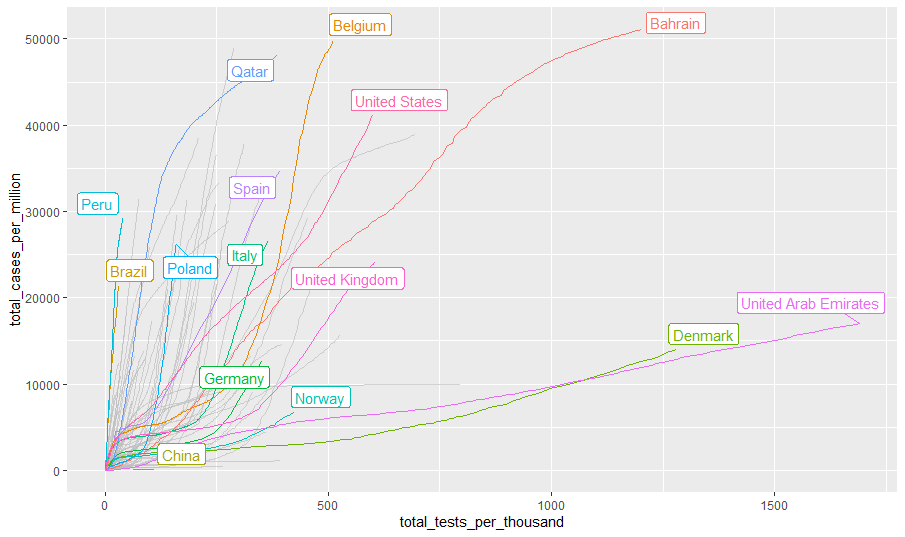 Bahrain
Belgium
50000
Qatar
United States
40000
Spain
Peru
30000
Italy
Brazil
Poland
United Kingdom
20000
United Arab Emirates
Denmark
Germany
10000
Norway
China
0
0
500
1000
1500
total_tests_per_thousand
total_cases_per_million